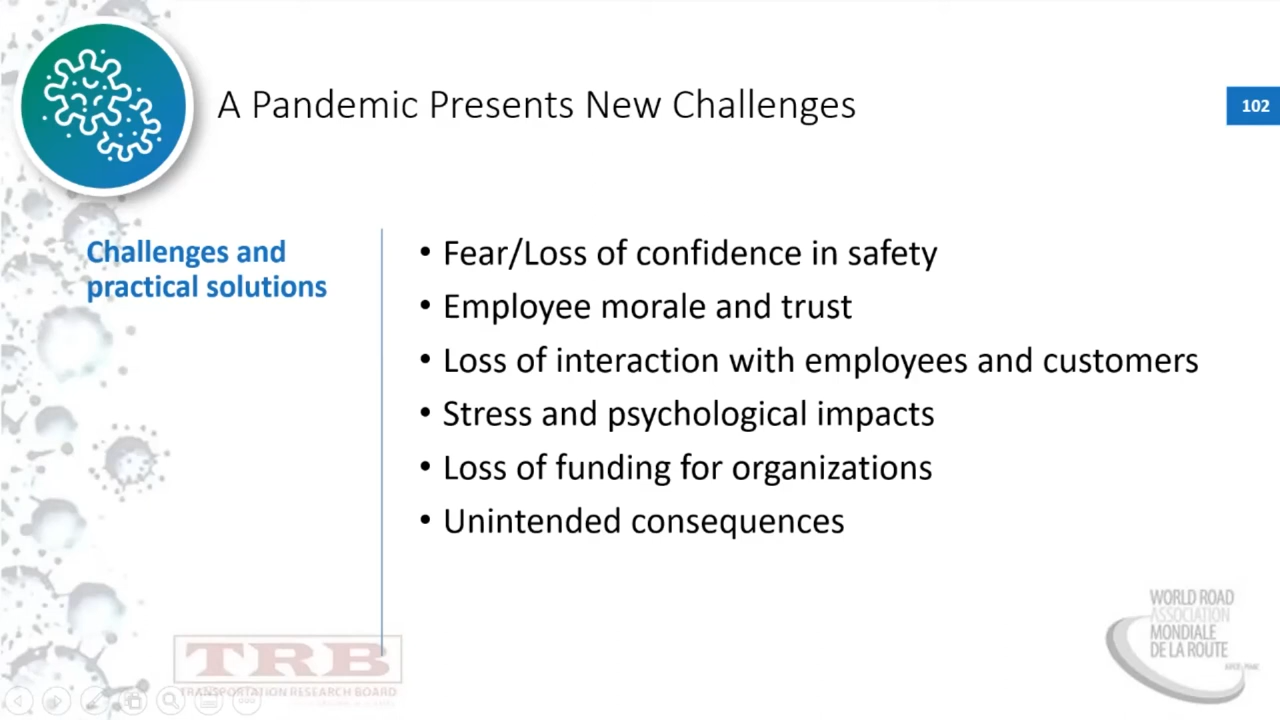 A Pandemic Presents New Challenges
102
Challenges and
practical solutions
• Fear/Loss of confidence in safety
• Employee morale and trust
• Loss of interaction with employees and customers
• Stress and psychological impacts
• Loss of funding for organizations
• Unintended consequences
TRB
TRANSPORTATION RESEARCH BOARD
WORLD ROAD
ASSOCIATION
MONDIALE
DE LA ROUTE